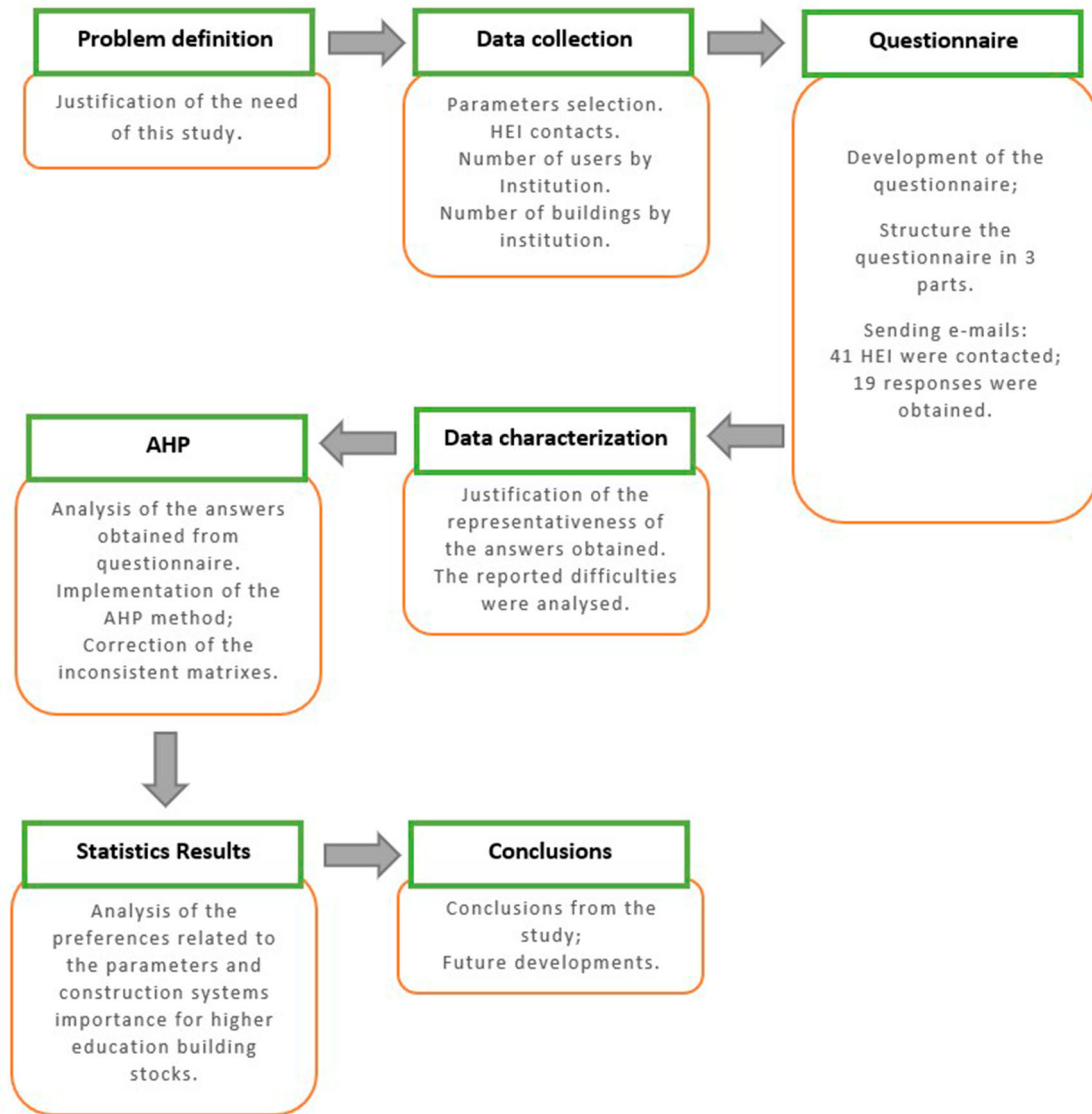 Problem definition
Justification of the need
of this study.
Data collection
Parameters selection.
HEI contacts.
Number of users by
Institution.
Number of buildings by
institution.
Questionnaire
Development of the
questionnaire;
Structure the
questionnaire in 3
parts.
Sending e-mails:
41 HEI were contacted;
19 responses were
obtained.
Data characterization
Justification of the
representativeness of
the answers obtained.
The reported difficulties
were analysed.
AHP
Analysis of the answers
obtained from
questionnaire.
Implementation of the
AHP method;
Correction of the
inconsistent matrixes.
Statistics Results
Analysis of the
preferences related to
the parameters and
construction systems
importance for higher
education building
stocks.
Conclusions
Conclusions from the
study;
Future developments.